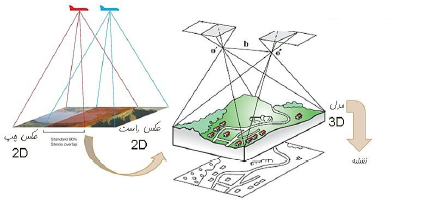 b
o'
o"
عکس چپ
2D
Standard 60%
Stereo overlap
عکس راست
2D
مدل
3D
نقشه